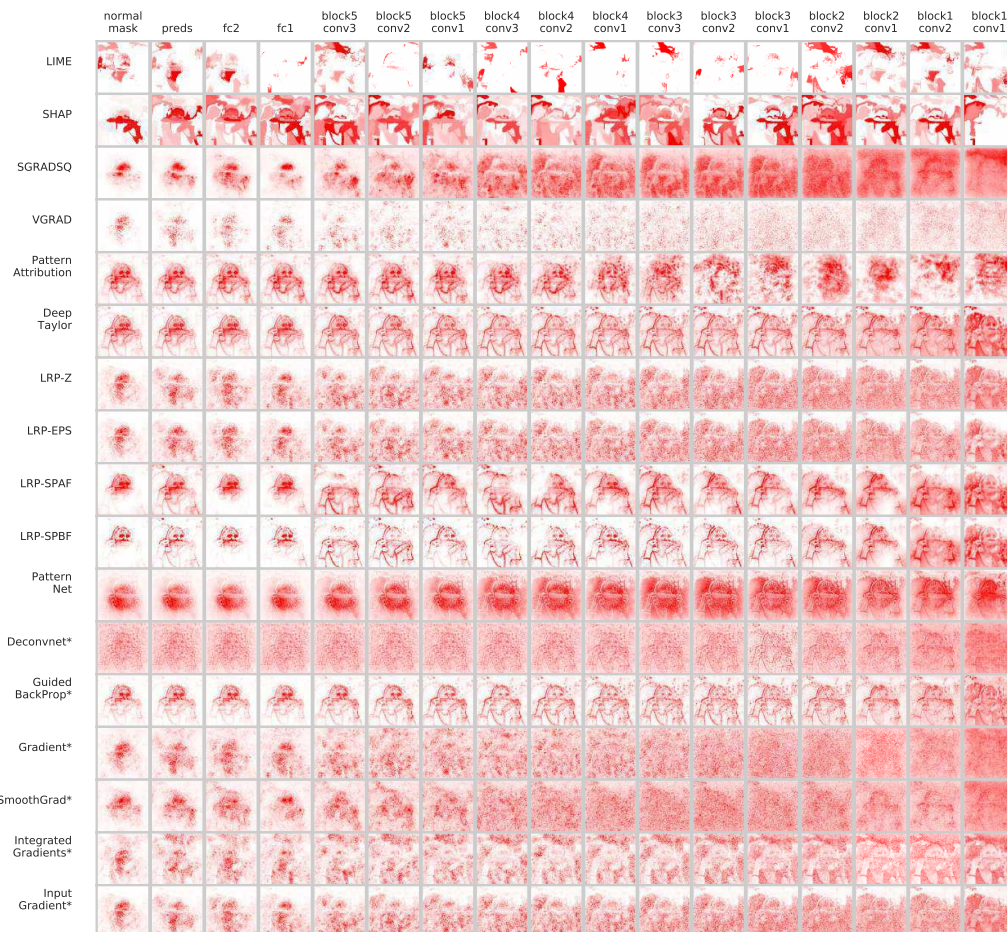 normal mask
preds
fc2
fc1
block5 conv3
block5 conv2
block5 conv1
block4 conv3
block4 conv2
block4 conv1
block3 conv3
block3 conv2
block3 conv1
block2 conv2
block2 conv1
block1 conv2
block1 conv1
LIME
SHAP
SGRADSQ
VGRAD
Pattern
Attribution
Deep
Taylor
LRP-Z
LRP-EPS
LRP-SPAF
LRP-SPBF
Pattern
Net
Deconvnet*
Guided
BackProp*
Gradient*
SmoothGrad*
Integrated
Gradients*
Input
Gradient*